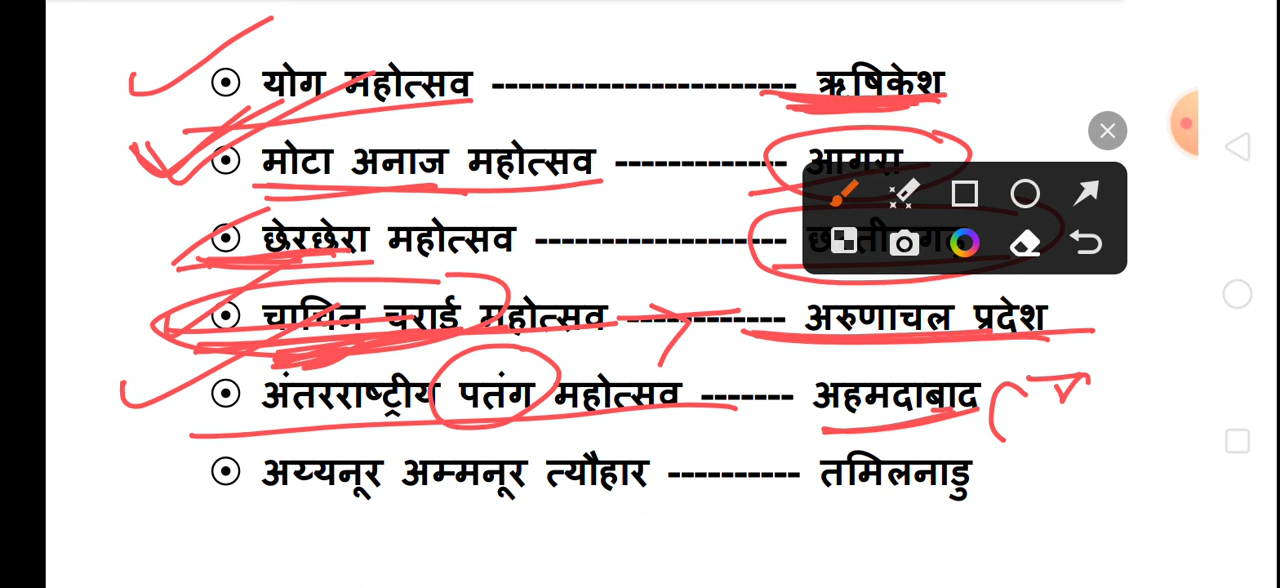 योग महोत्सव ----------------------- ऋषिकेश
मोटा अनाज महोत्सव ------------- आगरा
छेरछेरा महोत्सव -------------------
चाचिन चराई महोत्सव ------------ अरुणाचल प्रदेश
अंतरराष्ट्रीय पतंग महोत्सव ------- अहमदाबाद
अय्यनूर अम्मनूर त्यौहार ---------- तमिलनाडु